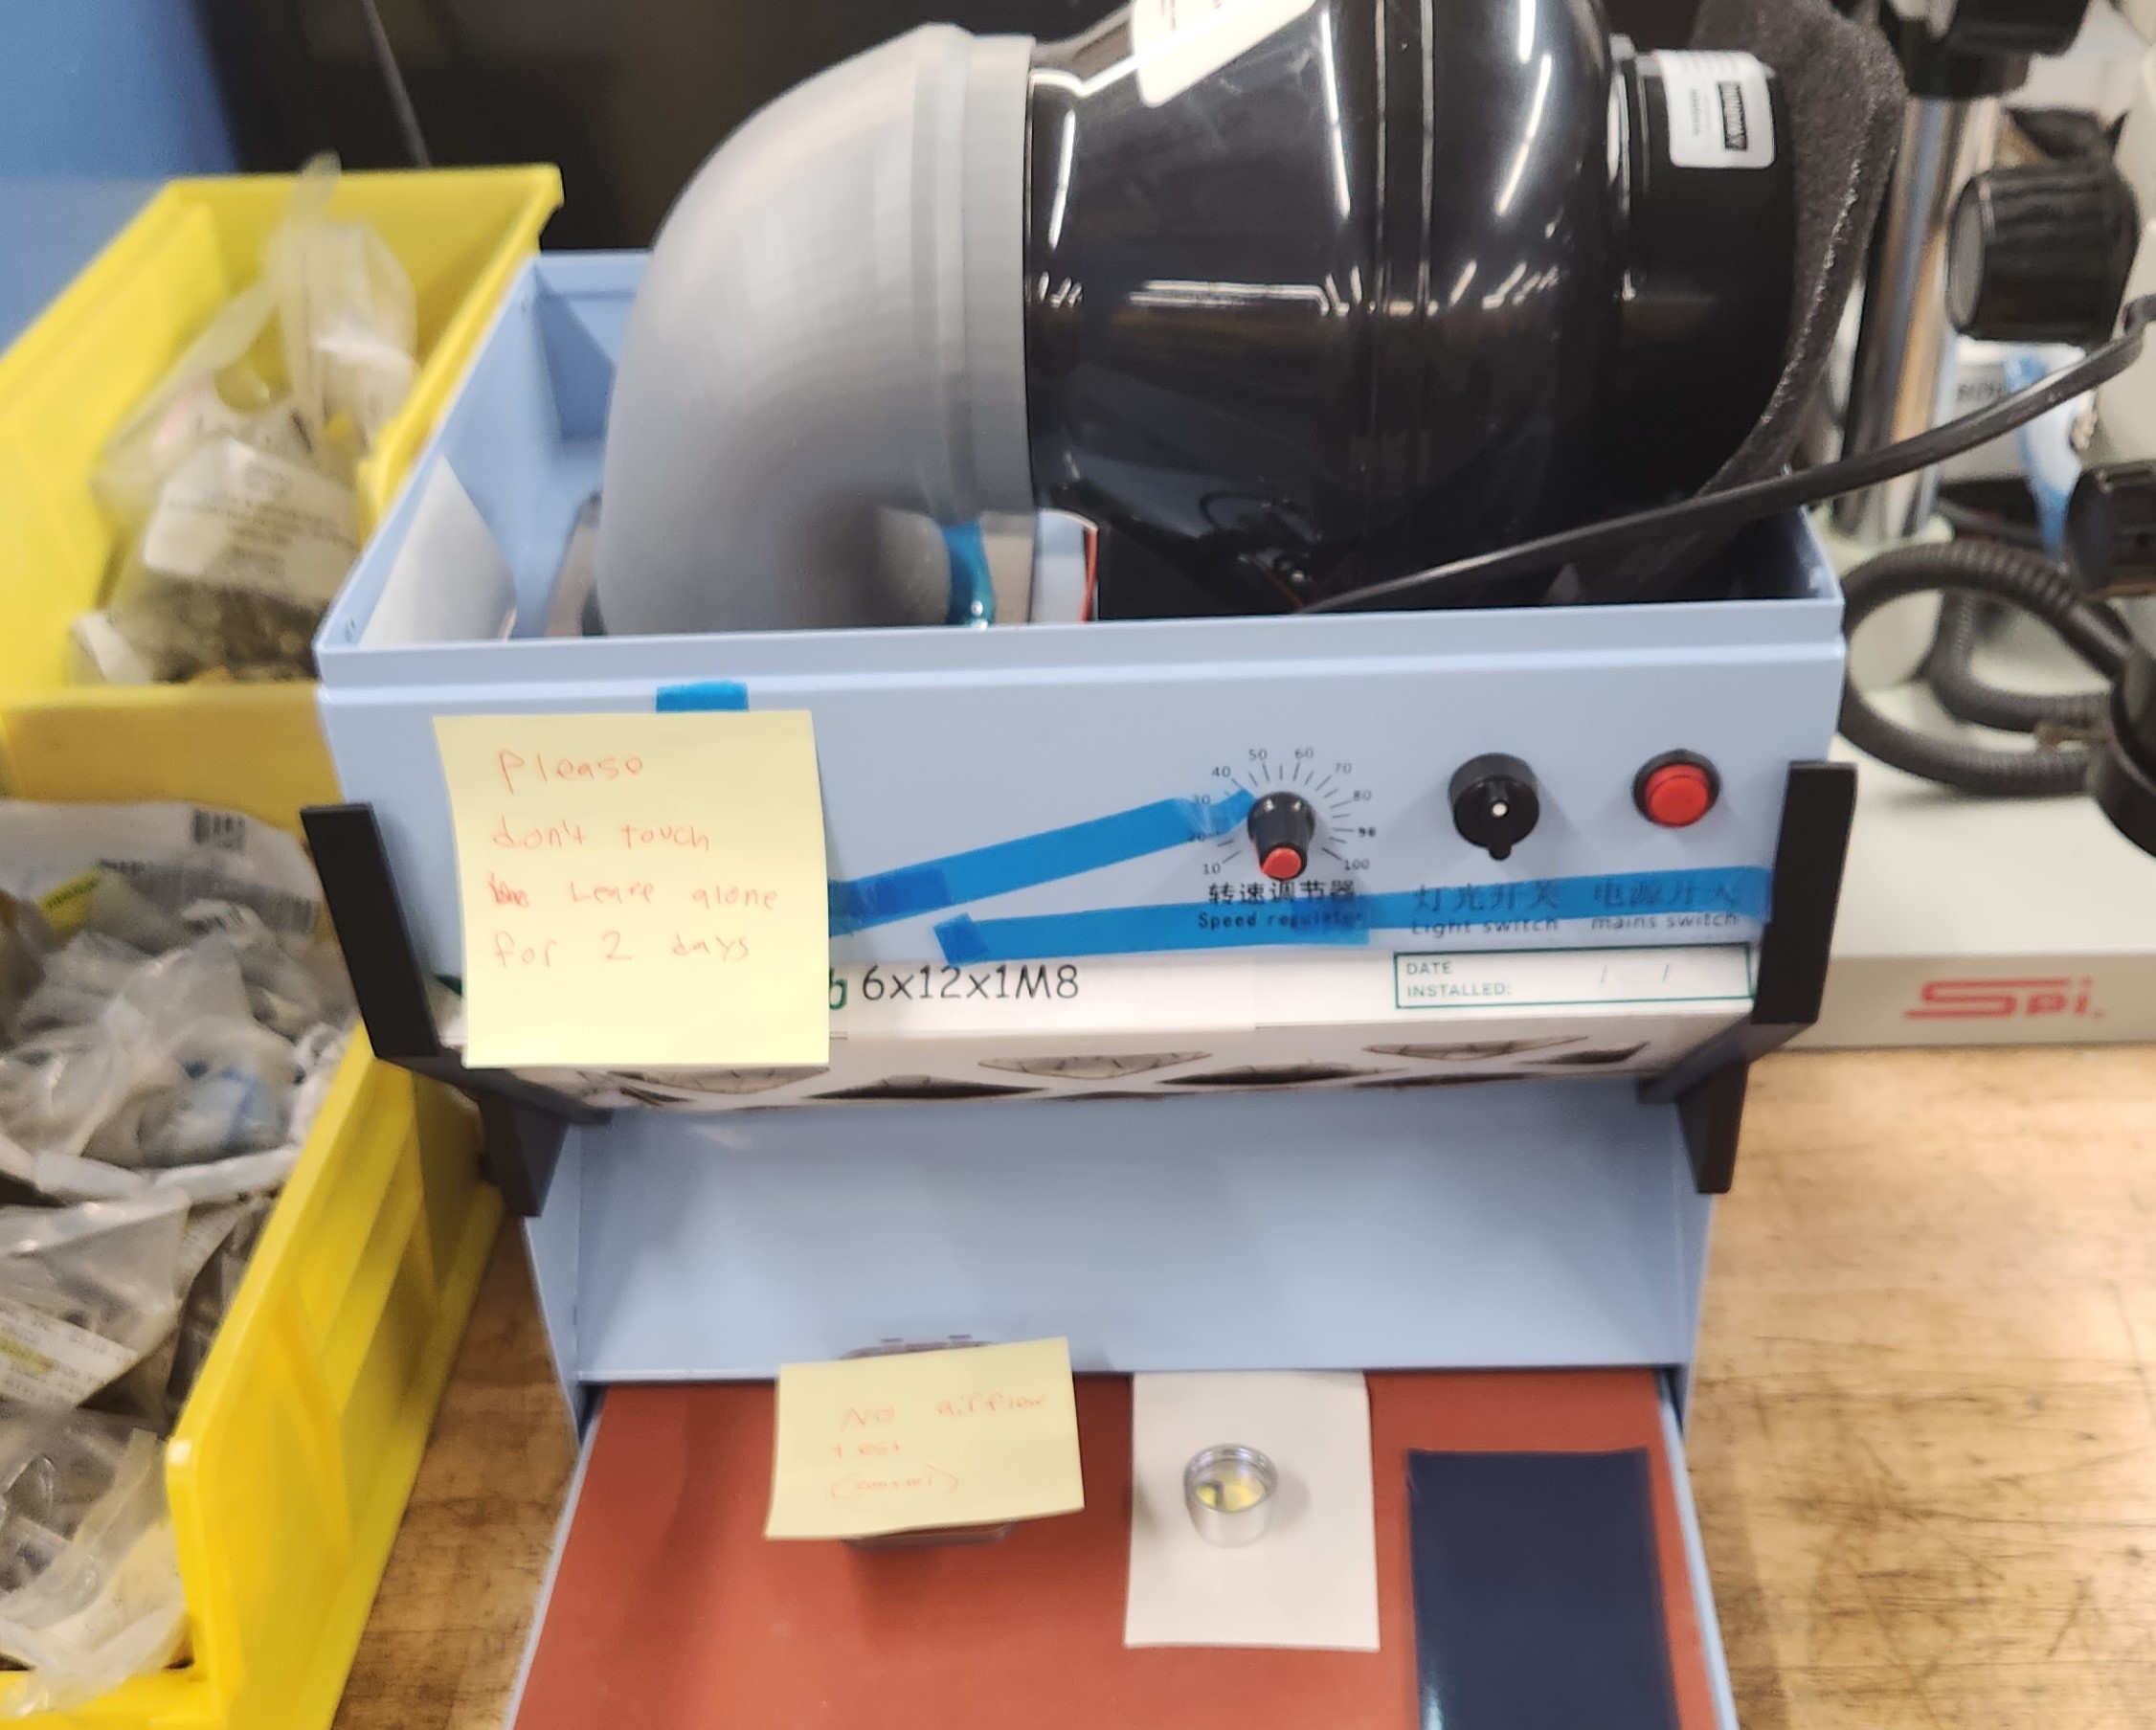 Please
don't touch
Leave alone
for 2 days
50 60
40 70
30 80
20 90
10 100
转速调节器
Speed regulator
灯光开关
Light switch
电源开关
mains switch
6x12x1M8
DATE
INSTALLED: / /
SPi
No airflow
test
(control)